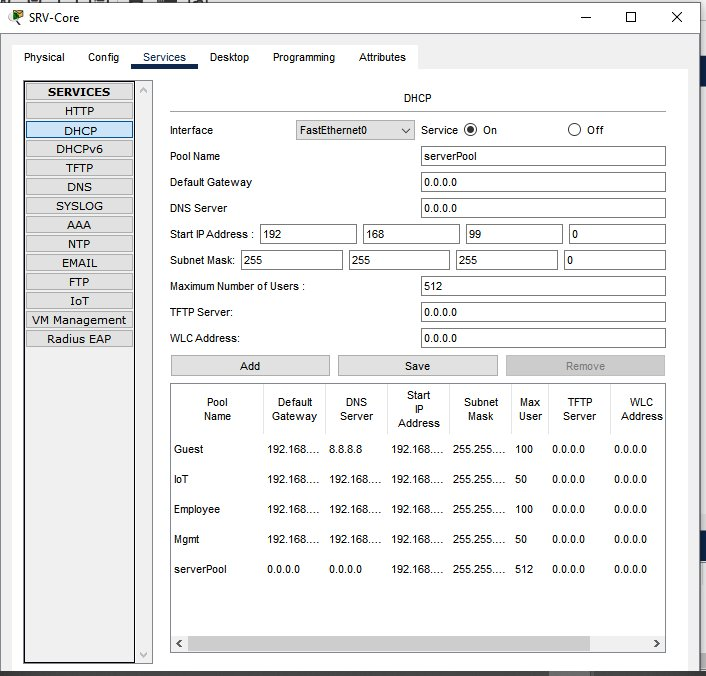 SRV-Core
Physical Config Services Desktop Programming Attributes
SERVICES
HTTP
DHCP
DHCPv6
TFTP
DNS
SYSLOG
AAA
NTP
EMAIL
FTP
IoT
VM Management
Radius EAP
DHCP
Interface FastEthernet0 Service On Off
Pool Name serverPool
Default Gateway 0.0.0.0
DNS Server 0.0.0.0
Start IP Address : 192 168 99 0
Subnet Mask: 255 255 255 0
Maximum Number of Users : 512
TFTP Server: 0.0.0.0
WLC Address: 0.0.0.0
Add Save Remove
Pool Name Default Gateway DNS Server Start IP Address Subnet Mask Max User TFTP Server WLC Address
Guest 192.168.... 8.8.8.8 192.168.... 255.255.... 100 0.0.0.0 0.0.0.0
IoT 192.168.... 192.168.... 192.168.... 255.255.... 50 0.0.0.0 0.0.0.0
Employee 192.168.... 192.168.... 192.168.... 255.255.... 100 0.0.0.0 0.0.0.0
Mgmt 192.168.... 192.168.... 192.168.... 255.255.... 50 0.0.0.0 0.0.0.0
serverPool 0.0.0.0 0.0.0.0 192.168.... 255.255.... 512 0.0.0.0 0.0.0.0